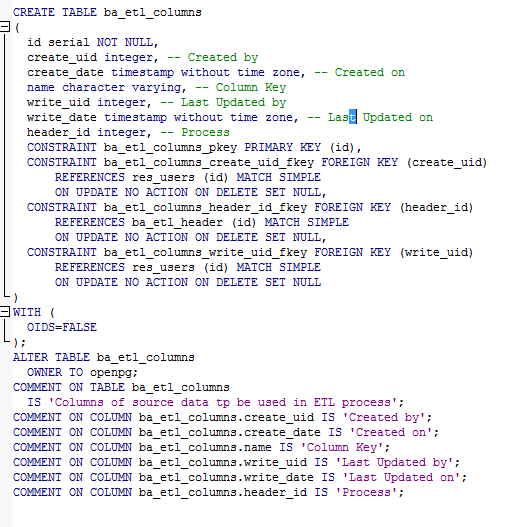 CREATE TABLE ba_etl_columns
(
id serial NOT NULL,
create_uid integer, -- Created by
create_date timestamp without time zone, -- Created on
name character varying, -- Column Key
write_uid integer, -- Last Updated by
write_date timestamp without time zone, -- Last Updated on
header_id integer, -- Process
CONSTRAINT ba_etl_columns_pkey PRIMARY KEY (id),
CONSTRAINT ba_etl_columns_create_uid_fkey FOREIGN KEY (create_uid)
REFERENCES res_users (id) MATCH SIMPLE
ON UPDATE NO ACTION ON DELETE SET NULL,
CONSTRAINT ba_etl_columns_header_id_fkey FOREIGN KEY (header_id)
REFERENCES ba_etl_header (id) MATCH SIMPLE
ON UPDATE NO ACTION ON DELETE SET NULL,
CONSTRAINT ba_etl_columns_write_uid_fkey FOREIGN KEY (write_uid)
REFERENCES res_users (id) MATCH SIMPLE
ON UPDATE NO ACTION ON DELETE SET NULL
)
WITH (
OIDS=FALSE
);
ALTER TABLE ba_etl_columns
OWNER TO openpg;
COMMENT ON TABLE ba_etl_columns
IS 'Columns of source data tp be used in ETL process';
COMMENT ON COLUMN ba_etl_columns.create_uid IS 'Created by';
COMMENT ON COLUMN ba_etl_columns.create_date IS 'Created on';
COMMENT ON COLUMN ba_etl_columns.name IS 'Column Key';
COMMENT ON COLUMN ba_etl_columns.write_uid IS 'Last Updated by';
COMMENT ON COLUMN ba_etl_columns.write_date IS 'Last Updated on';
COMMENT ON COLUMN ba_etl_columns.header_id IS 'Process';